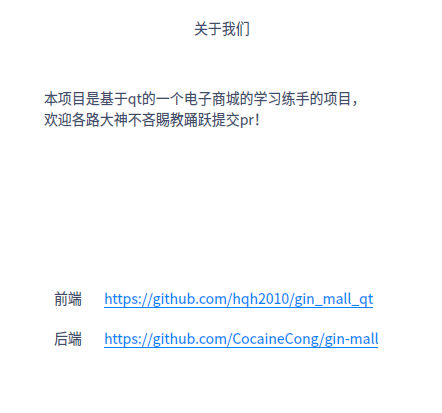 关于我们
本项目是基于qt的一个电子商城的学习练手的项目，
欢迎各路大神不吝賜教踊跃提交pr！
前端 https://github.com/hqh2010/gin_mall_qt
后端 https://github.com/CocaineCong/gin-mall